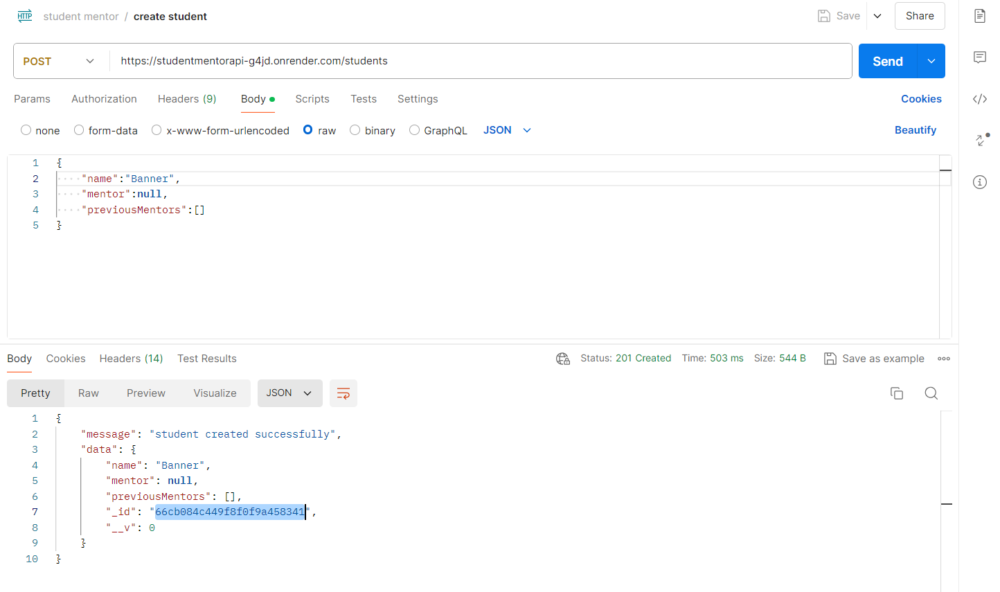 HTTP student mentor / create student Save Share
POST https://studentmentorapi-g4jd.onrender.com/students Send
Params Authorization Headers (9) Body Scripts Tests Settings Cookies
none form-data x-www-form-urlencoded raw binary GraphQL JSON Beautify
1 {
2 "name":"Banner",
3 "mentor":null,
4 "previousMentors":[]
5 }
Body Cookies Headers (14) Test Results Status: 201 Created Time: 503 ms Size: 544 B Save as example
Pretty Raw Preview Visualize JSON
1 {
2 "message": "student created successfully",
3 "data": {
4 "name": "Banner",
5 "mentor": null,
6 "previousMentors": [],
7 "_id": "66cb084c449f8f0f9a458341",
8 "__v": 0
9 }
10 }